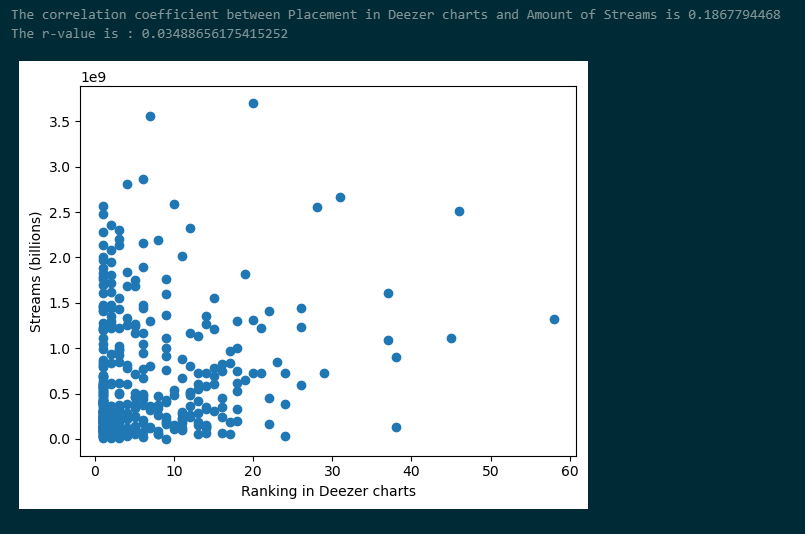 The correlation coefficient between Placement in Deezer charts and Amount of Streams is 0.1867794468
The r-value is : 0.03488656175415252
1e9
3.5
3.0
2.5
2.0
1.5
1.0
0.5
0.0
Streams (billions)
0 10 20 30 40 50 60
Ranking in Deezer charts